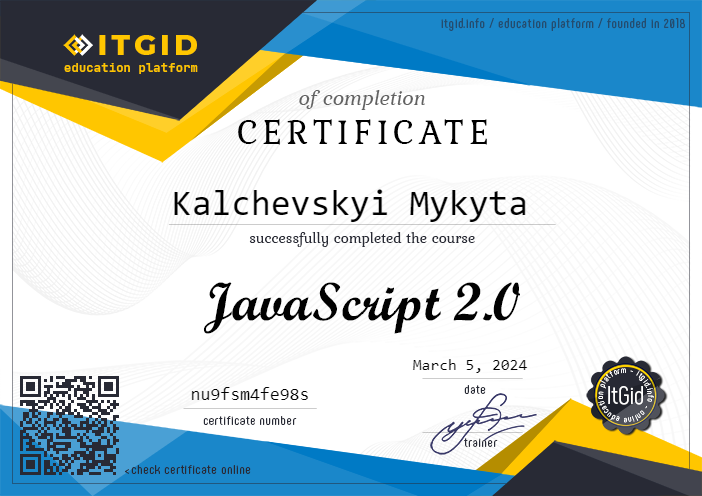 itgid.info / education platform / founded in 2018
ITGID
education platform
of completion
CERTIFICATE
Kalchevskyi Mykyta
successfully completed the course
JavaScript 2.0
March 5, 2024
date
nu9fsm4fe98s
certificate number
trainer
<check certificate online
education platform - itgid.info - online
ItGid